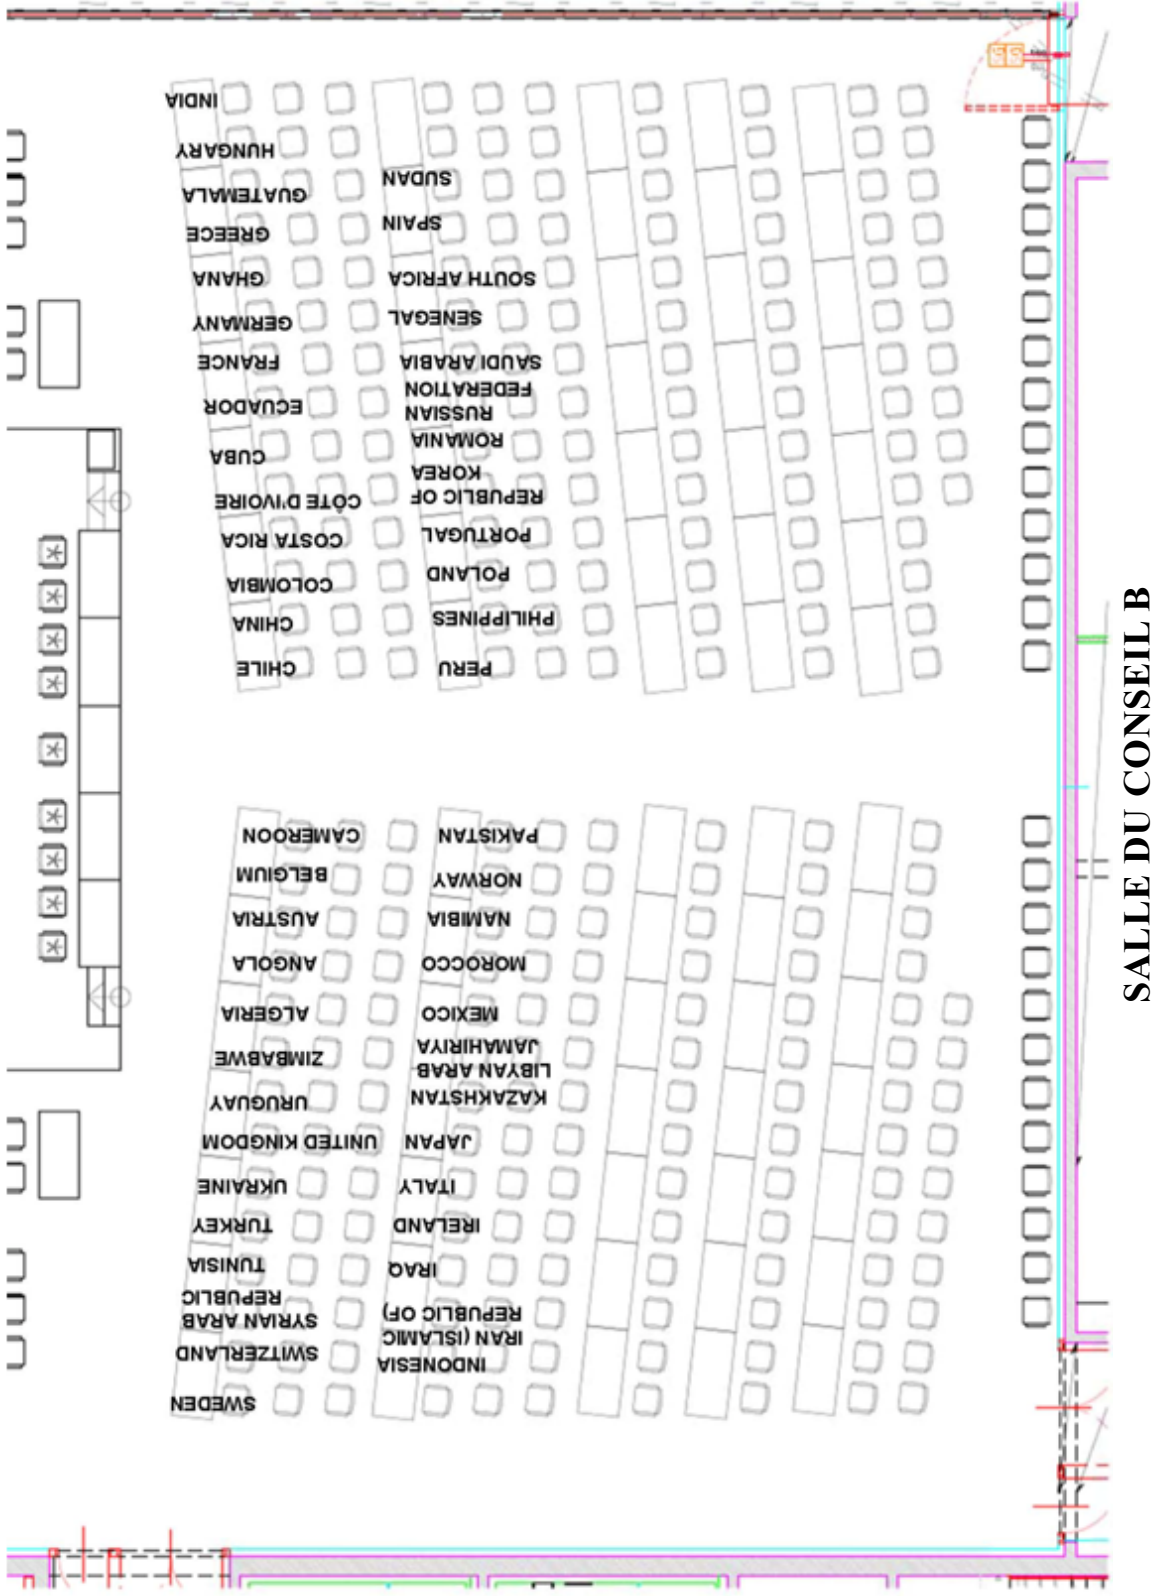 INDIA
HUNGARY
GUATEMALA
GREECE
GHANA
GERMANY
FRANCE
ECUADOR
CUBA
CÔTE D'IVOIRE
COSTA RICA
COLOMBIA
CHINA
CHILE
SUDAN
SPAIN
SOUTH AFRICA
SENEGAL
SAUDI ARABIA
RUSSIAN
FEDERATION
ROMANIA
REPUBLIC OF
KOREA
PORTUGAL
POLAND
PHILIPPINES
PERU
CAMEROON
BELGIUM
AUSTRIA
ANGOLA
ALGERIA
ZIMBABWE
URUGUAY
UNITED KINGDOM
UKRAINE
TURKEY
TUNISIA
SYRIAN ARAB
REPUBLIC
SWITZERLAND
SWEDEN
PAKISTAN
NORWAY
NAMIBIA
MOROCCO
MEXICO
LIBYAN ARAB
JAMAHIRIYA
KAZAKHSTAN
JAPAN
ITALY
IRELAND
IRAQ
IRAN (ISLAMIC
REPUBLIC OF)
INDONESIA
SALLE DU CONSEIL B